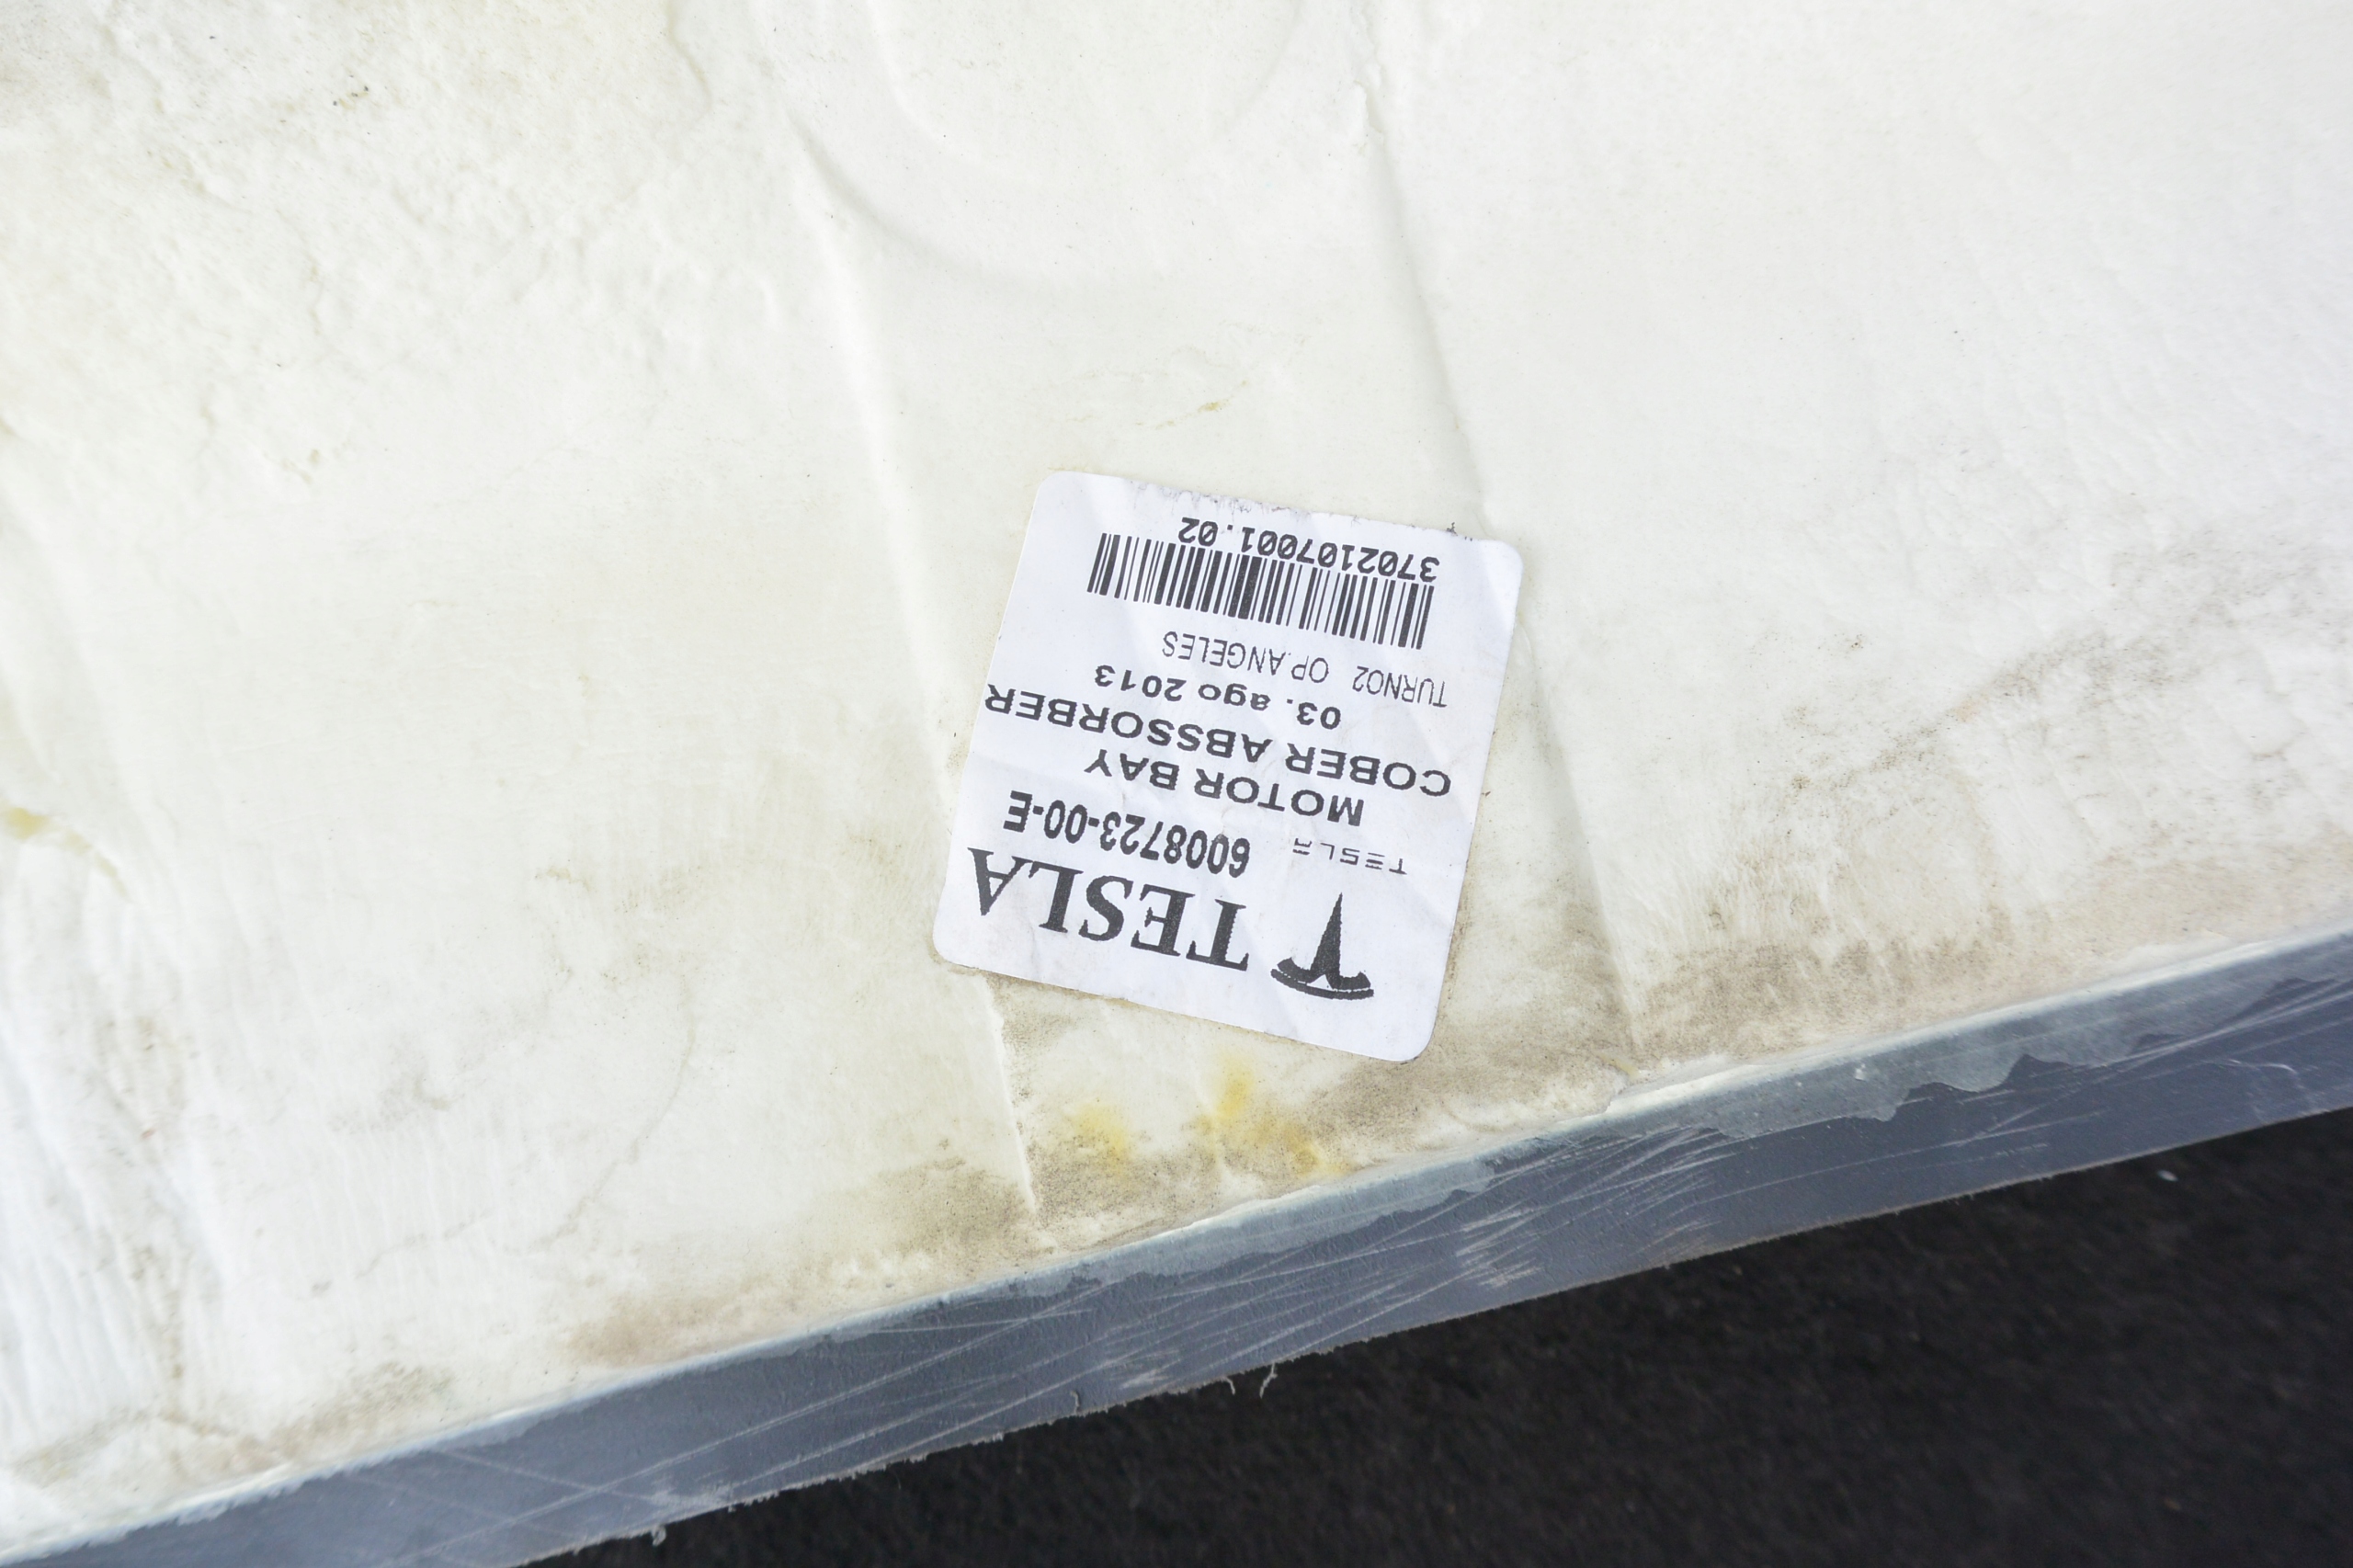 TESLA
TESLA 6008723-00-E
MOTOR BAY
COBER ABSSORBER
03. ago 2013
TURNO2 OP.ANGELES
3702107001.02